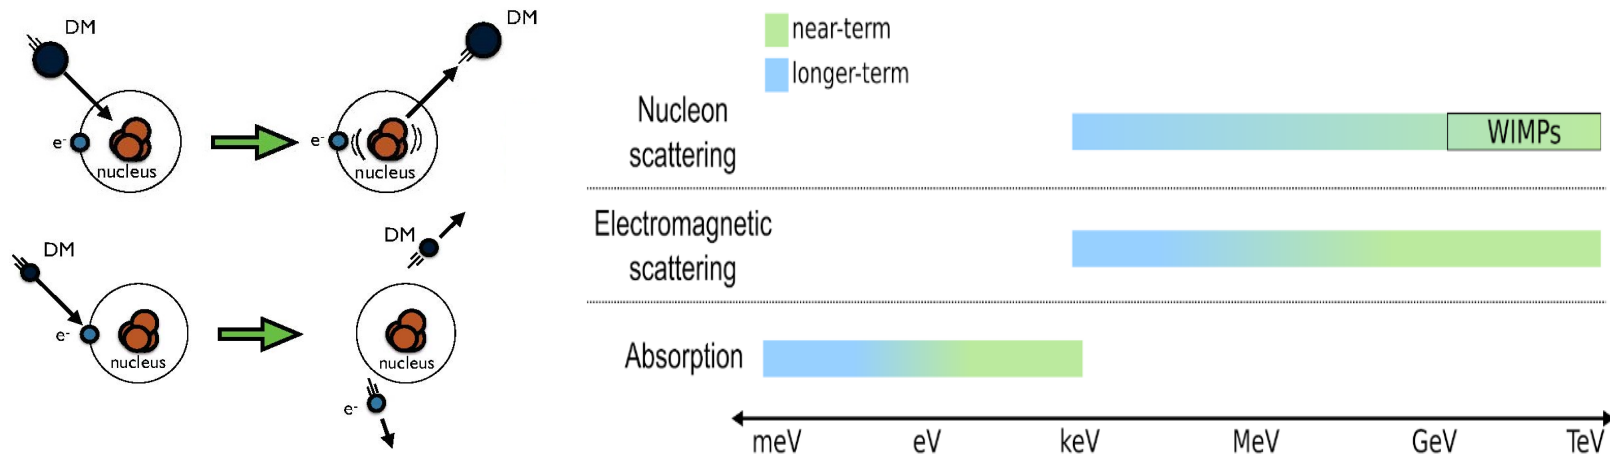 DM
e-
nucleus
DM
e-
nucleus
DM
e-
nucleus
DM
nucleus
e-
near-term
longer-term
Nucleon
scattering
WIMPs
Electromagnetic
scattering
Absorption
meV eV keV MeV GeV TeV